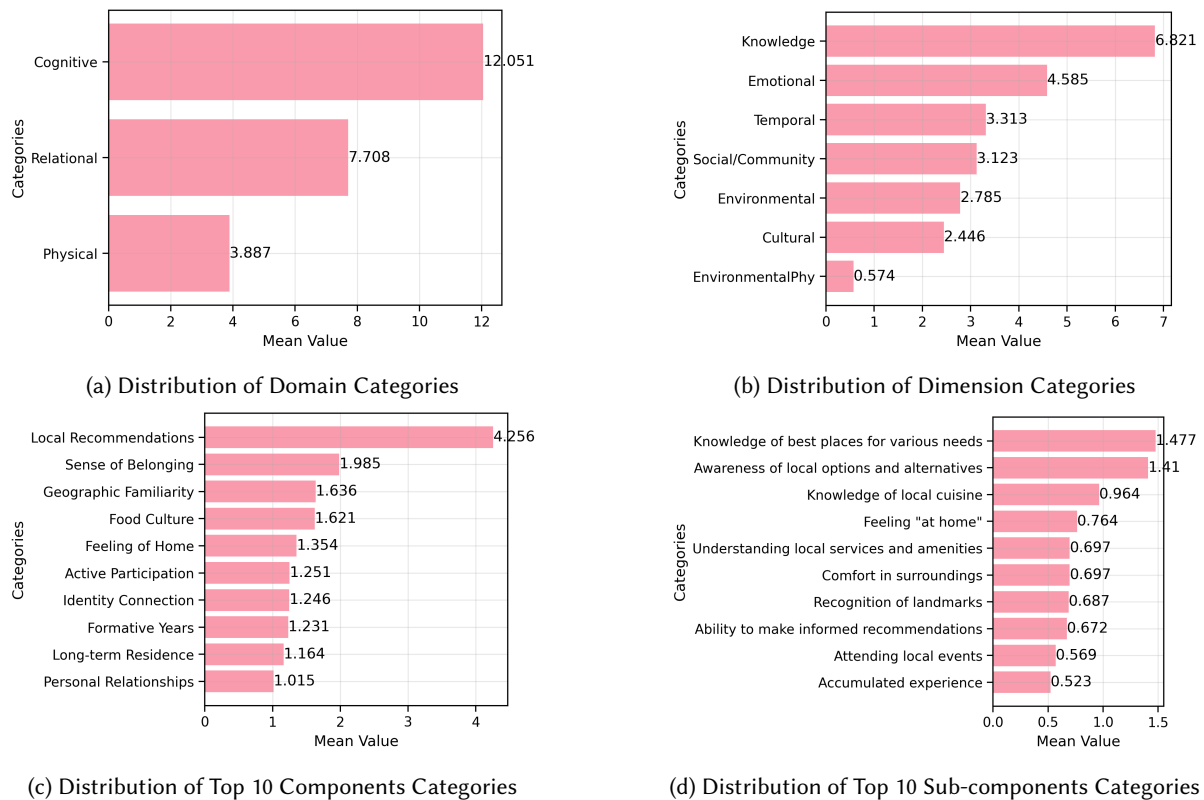 Categories
Cognitive
12.051
Relational
7.708
Physical
3.887
0 2 4 6 8 10 12
Mean Value
(a) Distribution of Domain Categories
Categories
Knowledge
6.821
Emotional
4.585
Temporal
3.313
Social/Community
3.123
Environmental
2.785
Cultural
2.446
EnvironmentalPhy
0.574
0 1 2 3 4 5 6 7
Mean Value
(b) Distribution of Dimension Categories
Categories
Local Recommendations
4.256
Sense of Belonging
1.985
Geographic Familiarity
1.636
Food Culture
1.621
Feeling of Home
1.354
Active Participation
1.251
Identity Connection
1.246
Formative Years
1.231
Long-term Residence
1.164
Personal Relationships
1.015
0 1 2 3 4
Mean Value
(c) Distribution of Top 10 Components Categories
Categories
Knowledge of best places for various needs
1.477
Awareness of local options and alternatives
1.41
Knowledge of local cuisine
0.964
Feeling "at home"
0.764
Understanding local services and amenities
0.697
Comfort in surroundings
0.697
Recognition of landmarks
0.687
Ability to make informed recommendations
0.672
Attending local events
0.569
Accumulated experience
0.523
0.0 0.5 1.0 1.5
Mean Value
(d) Distribution of Top 10 Sub-components Categories